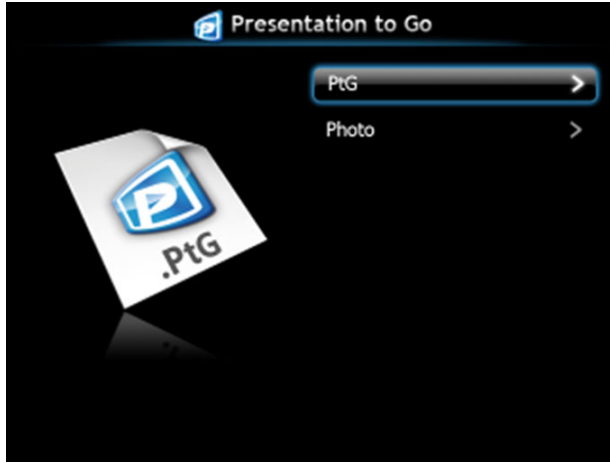 Presentation to Go
PtG >
Photo >
P
.PtG